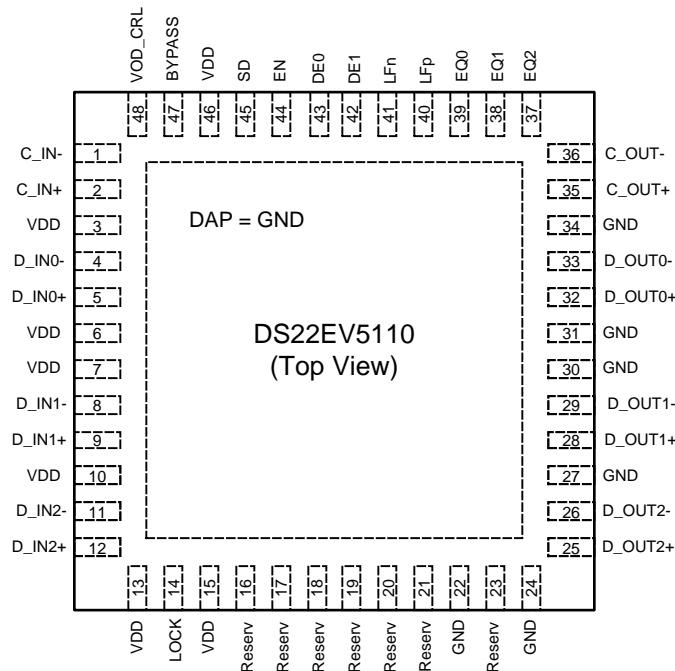 VOD_CRL
BYPASS
VDD
SD
EN
DE0
DE1
LFn
LFp
EQ0
EQ1
EQ2
48
47
46
45
44
43
42
41
40
39
38
37
C_IN- 1
C_IN+ 2
VDD 3
D_IN0- 4
D_IN0+ 5
VDD 6
VDD 7
D_IN1- 8
D_IN1+ 9
VDD 10
D_IN2- 11
D_IN2+ 12
DAP = GND
DS22EV5110
(Top View)
36 C_OUT-
35 C_OUT+
34 GND
33 D_OUT0-
32 D_OUT0+
31 GND
30 GND
29 D_OUT1-
28 D_OUT1+
27 GND
26 D_OUT2-
25 D_OUT2+
13
14
15
16
17
18
19
20
21
22
23
24
VDD
LOCK
VDD
Reserv
Reserv
Reserv
Reserv
Reserv
Reserv
GND
Reserv
GND